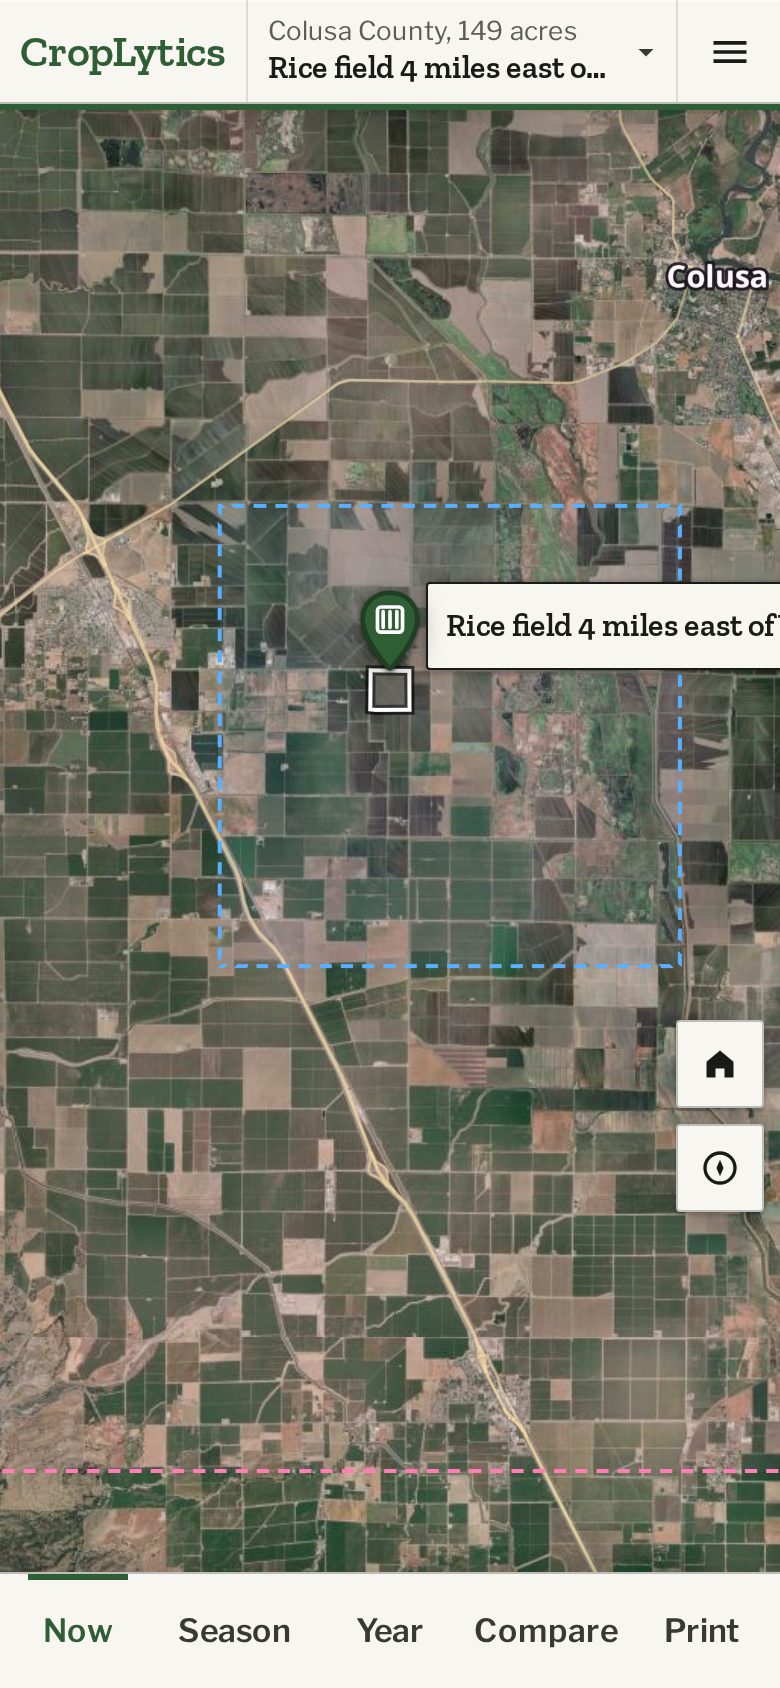 CropLytics
Colusa County, 149 acres
Rice field 4 miles east o...
Colusa
Rice field 4 miles east of
Now
Season
Year
Compare
Print